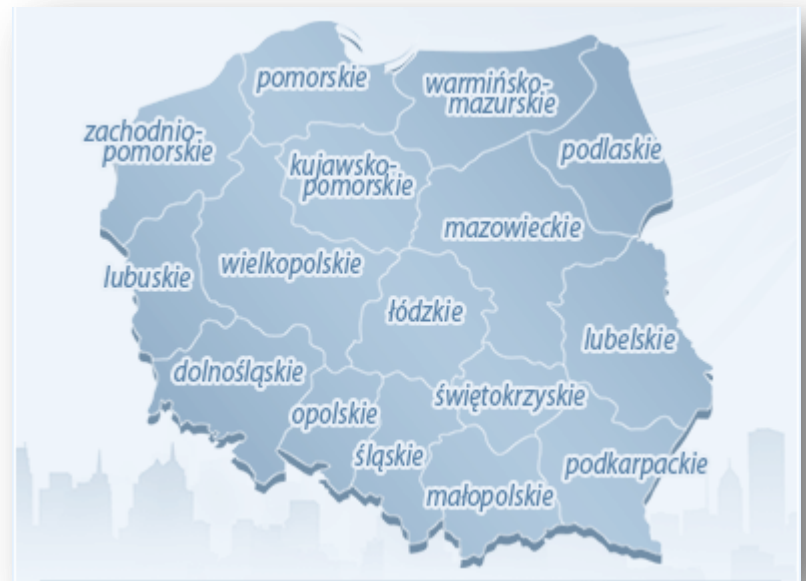 pomorskie
warmińsko-
mazurskie
zachodnio-
pomorskie
podlaskie
kujawsko-
pomorskie
mazowieckie
wielkopolskie
lubuskie
łódzkie
lubelskie
dolnośląskie
świętokrzyskie
opolskie
śląskie
podkarpackie
małopolskie